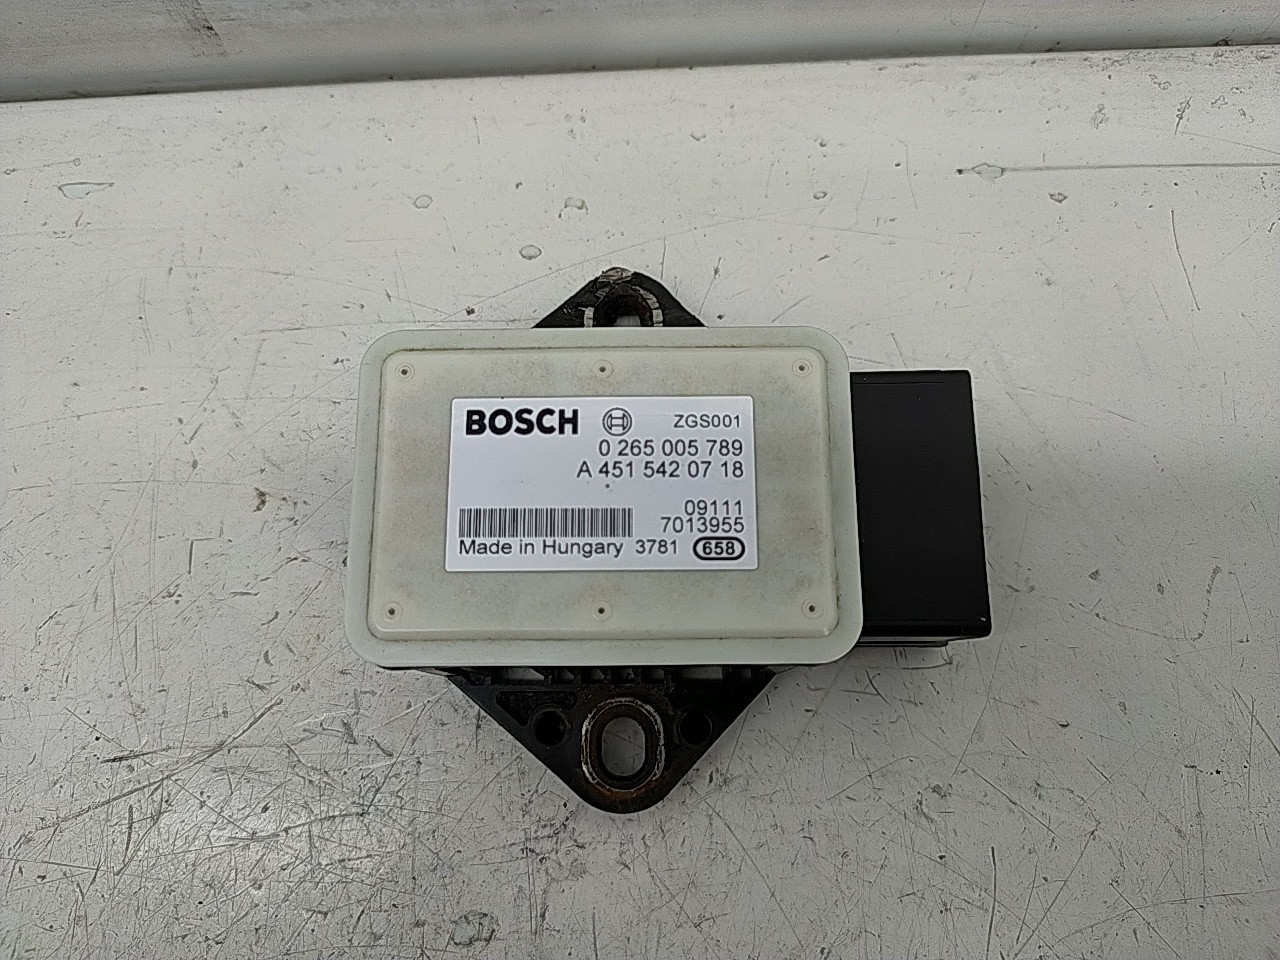 BOSCH ZGS001
0 265 005 789
A 451 542 07 18
09111
7013955
Made in Hungary 3781 658